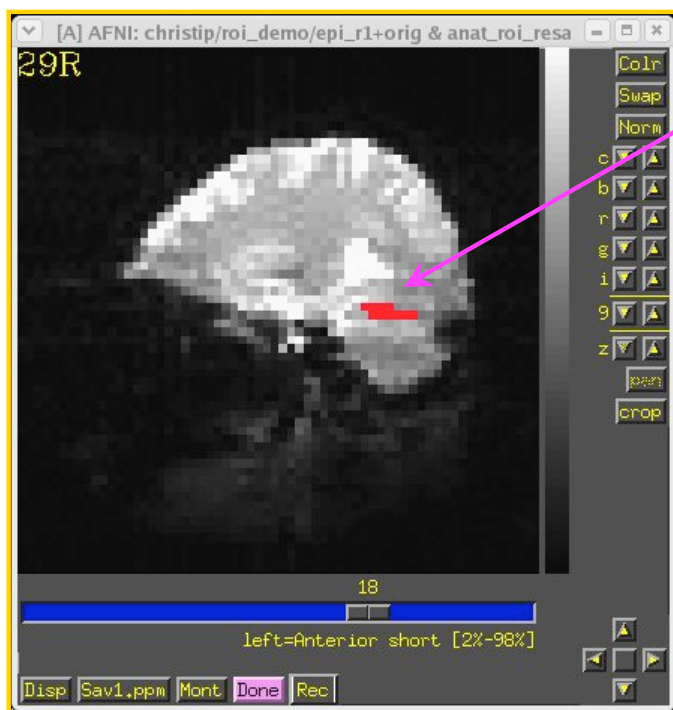 [A] AFNI: christip/roi_demo/epi_r1+orig & anat_roi_resa
29R
Colr
Swap
Norm
c
b
r
g
i
9
z
pan
crop
18
left=Anterior short [2%-98%]
Disp Sav1.ppm Mont Done Rec